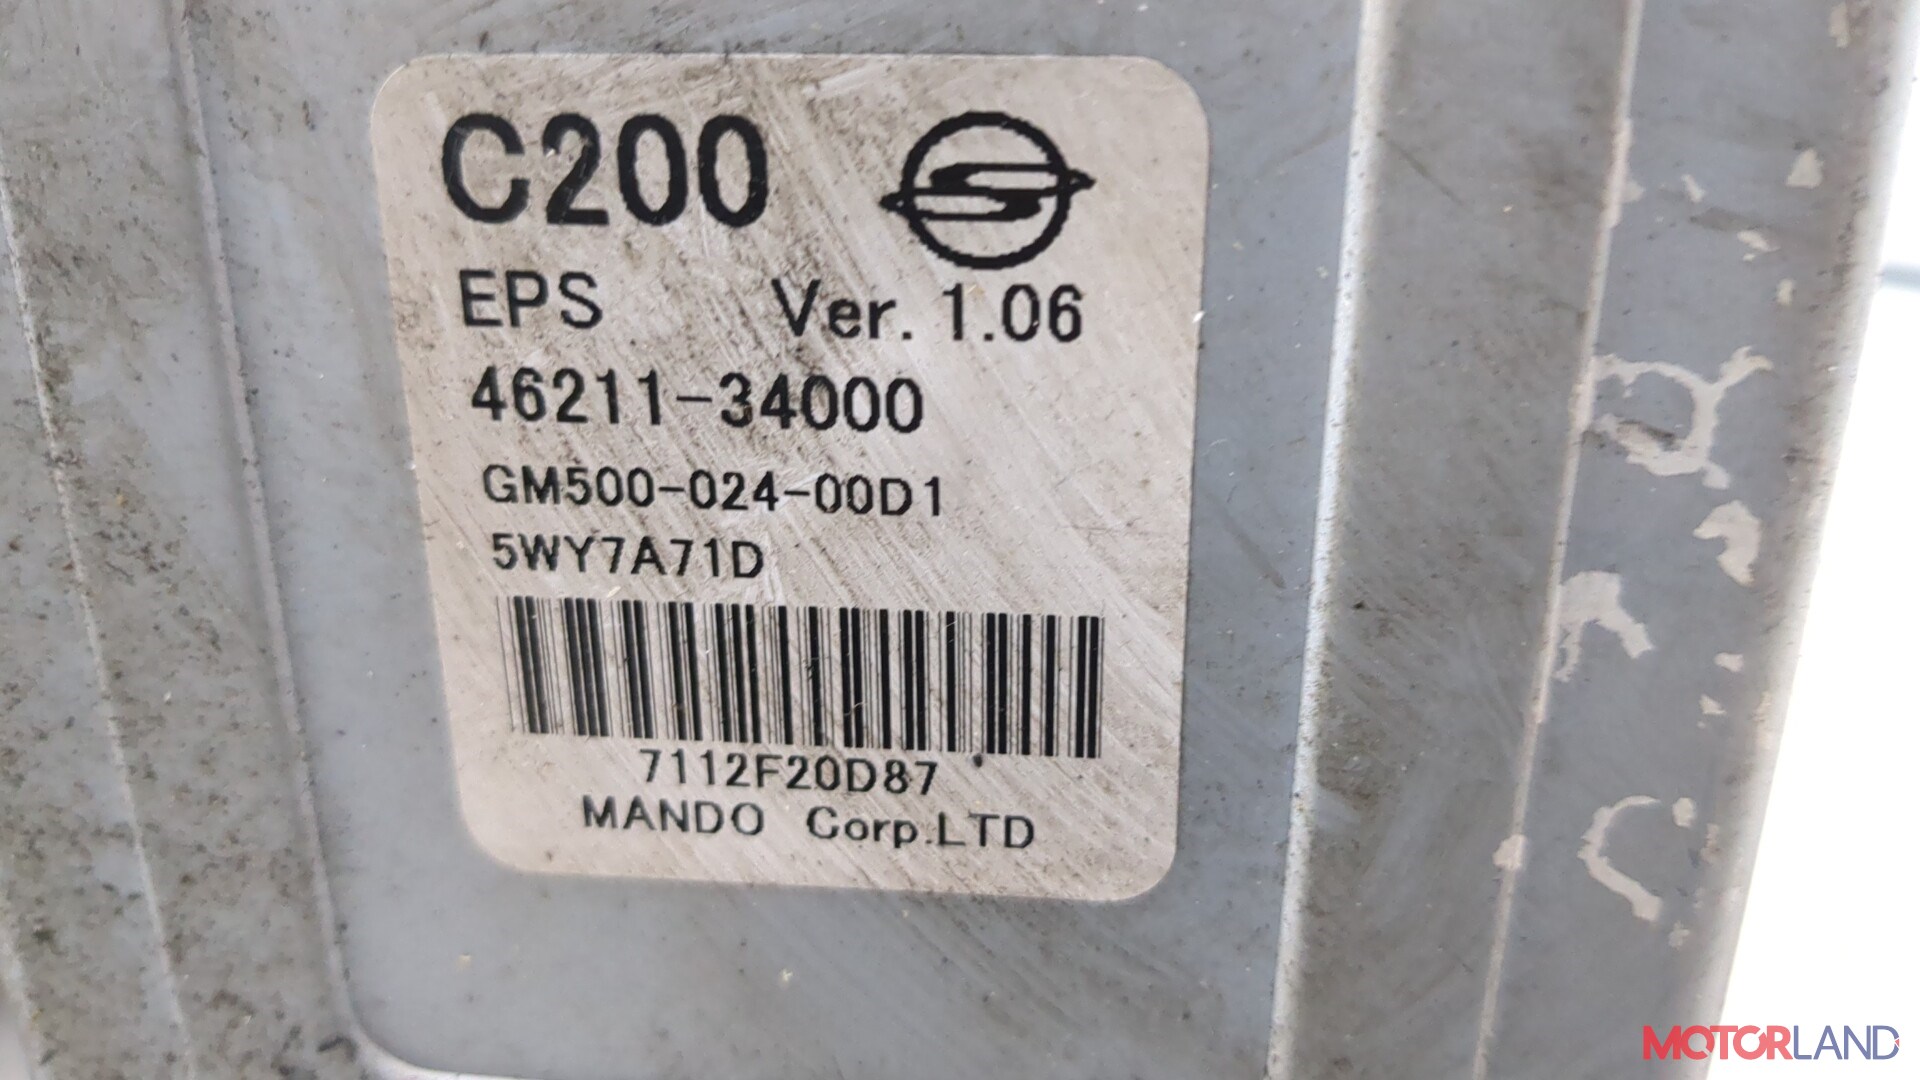 C200
EPS Ver. 1.06
46211-34000
GM500-024-00D1
5WY7A71D
7112F20D87
MANDO Corp.LTD
MOTORLAND